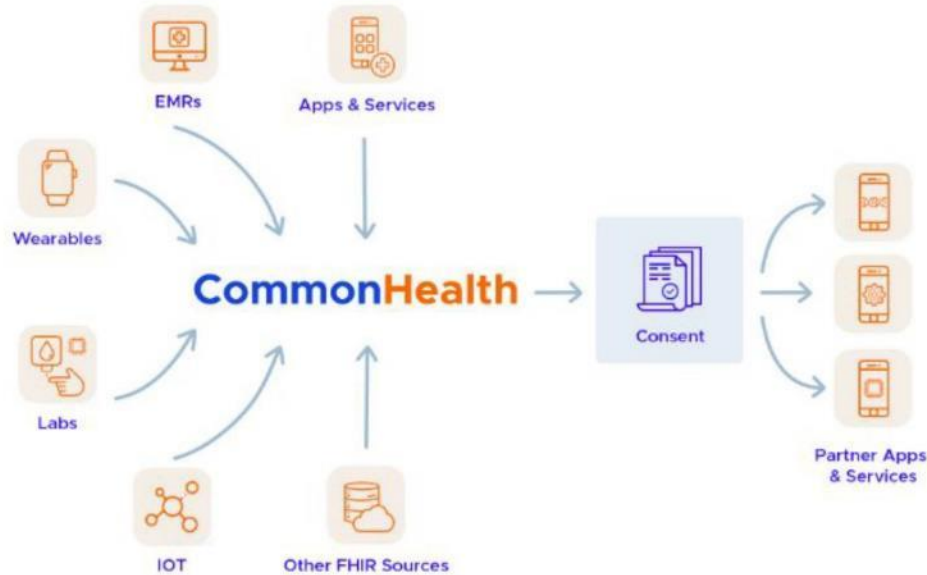 EMRs
Apps & Services
Wearables
CommonHealth
Consent
Labs
Partner Apps
& Services
IOT
Other FHIR Sources